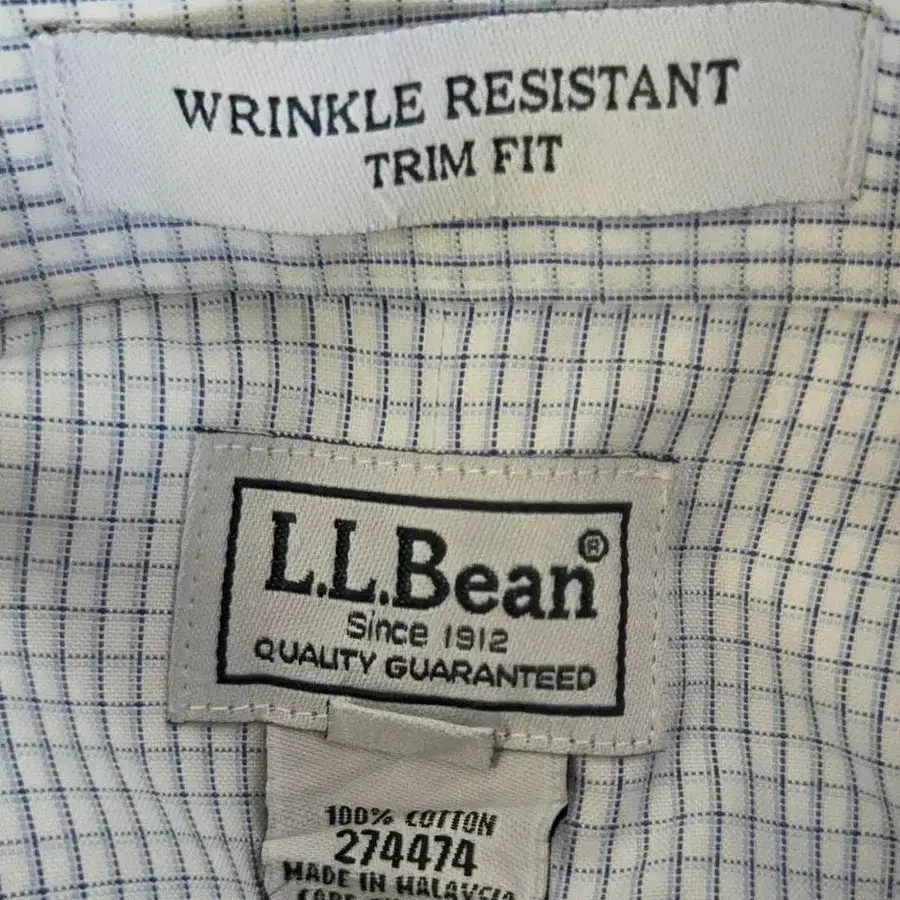 WRINKLE RESISTANT
TRIM FIT
L.L.Bean®
Since 1912
QUALITY GUARANTEED
100% COTTON
274474
MADE IN MALAYSIA